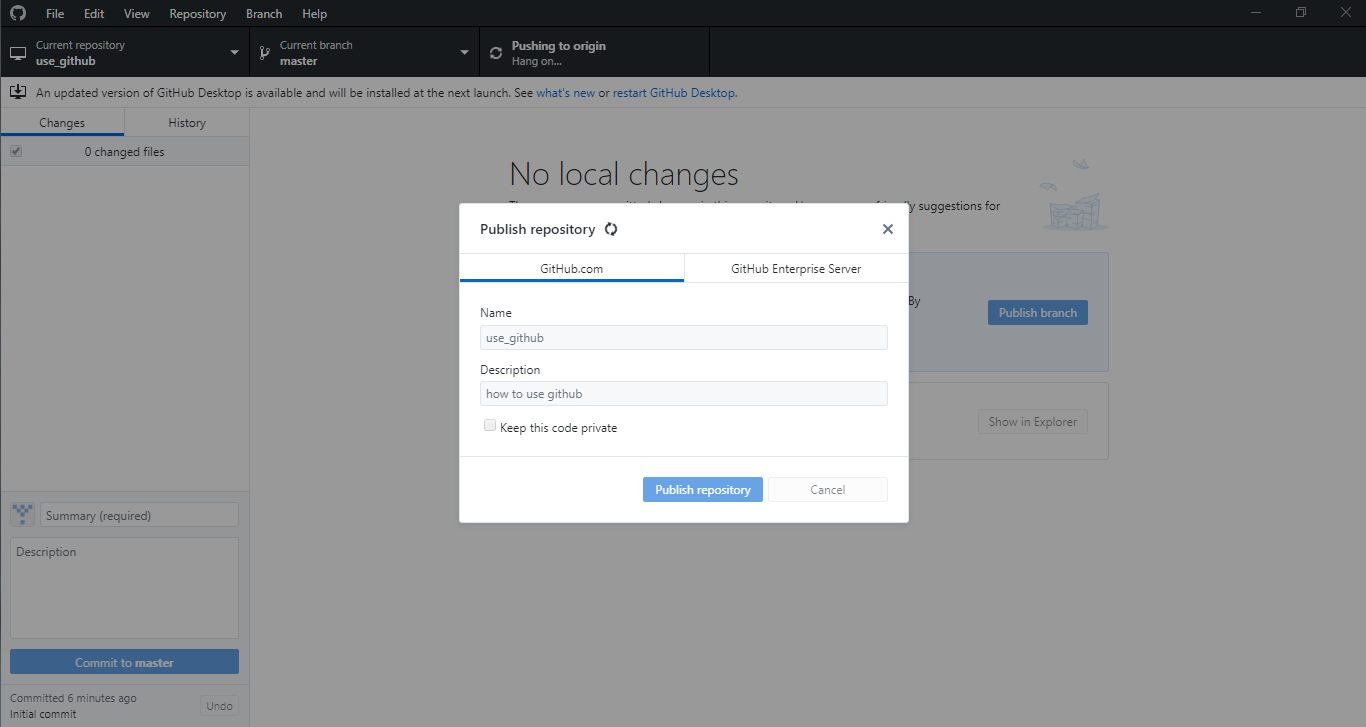 File Edit View Repository Branch Help
Current repository
use_github
Current branch
master
Pushing to origin
Hang on...
An updated version of GitHub Desktop is available and will be installed at the next launch. See what's new or restart GitHub Desktop.
Changes History
0 changed files
No local changes
suggestions for
Publish repository
GitHub.com GitHub Enterprise Server
By
Publish branch
Name
use_github
Description
how to use github
Show in Explorer
Keep this code private
Publish repository Cancel
Summary (required)
Description
Commit to master
Committed 6 minutes ago
Initial commit
Undo